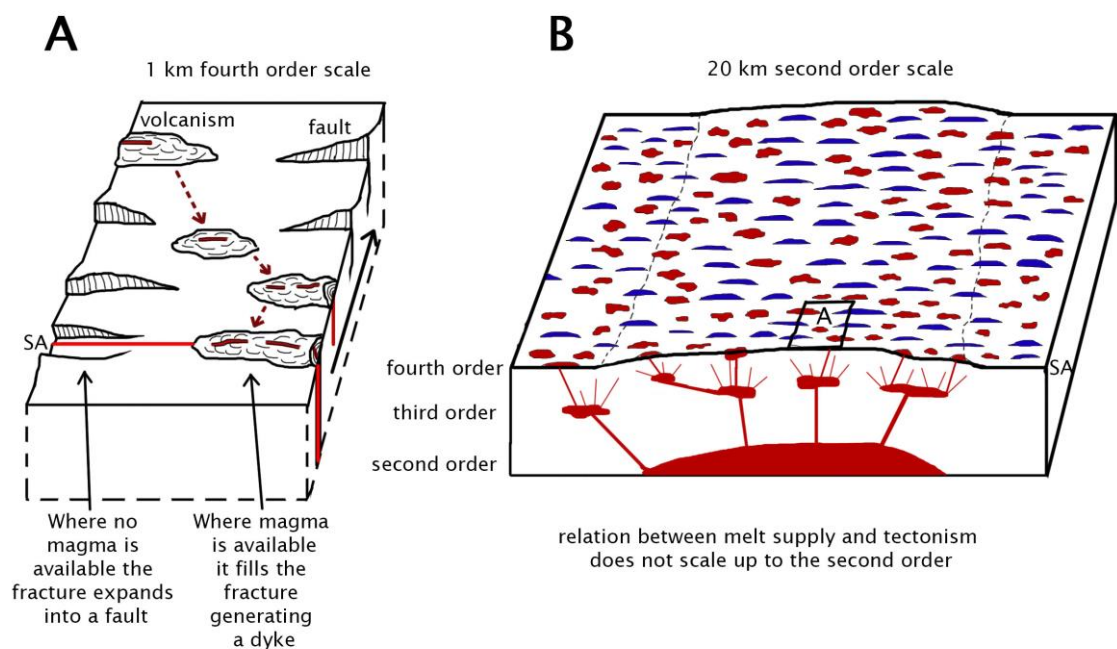 A
1 km fourth order scale
volcanism
fault
SA
Where no
magma is
available the
fracture expands
into a fault
Where magma
is available
it fills the
fracture
generating
a dyke
B
20 km second order scale
A
fourth order
SA
third order
second order
relation between melt supply and tectonism
does not scale up to the second order